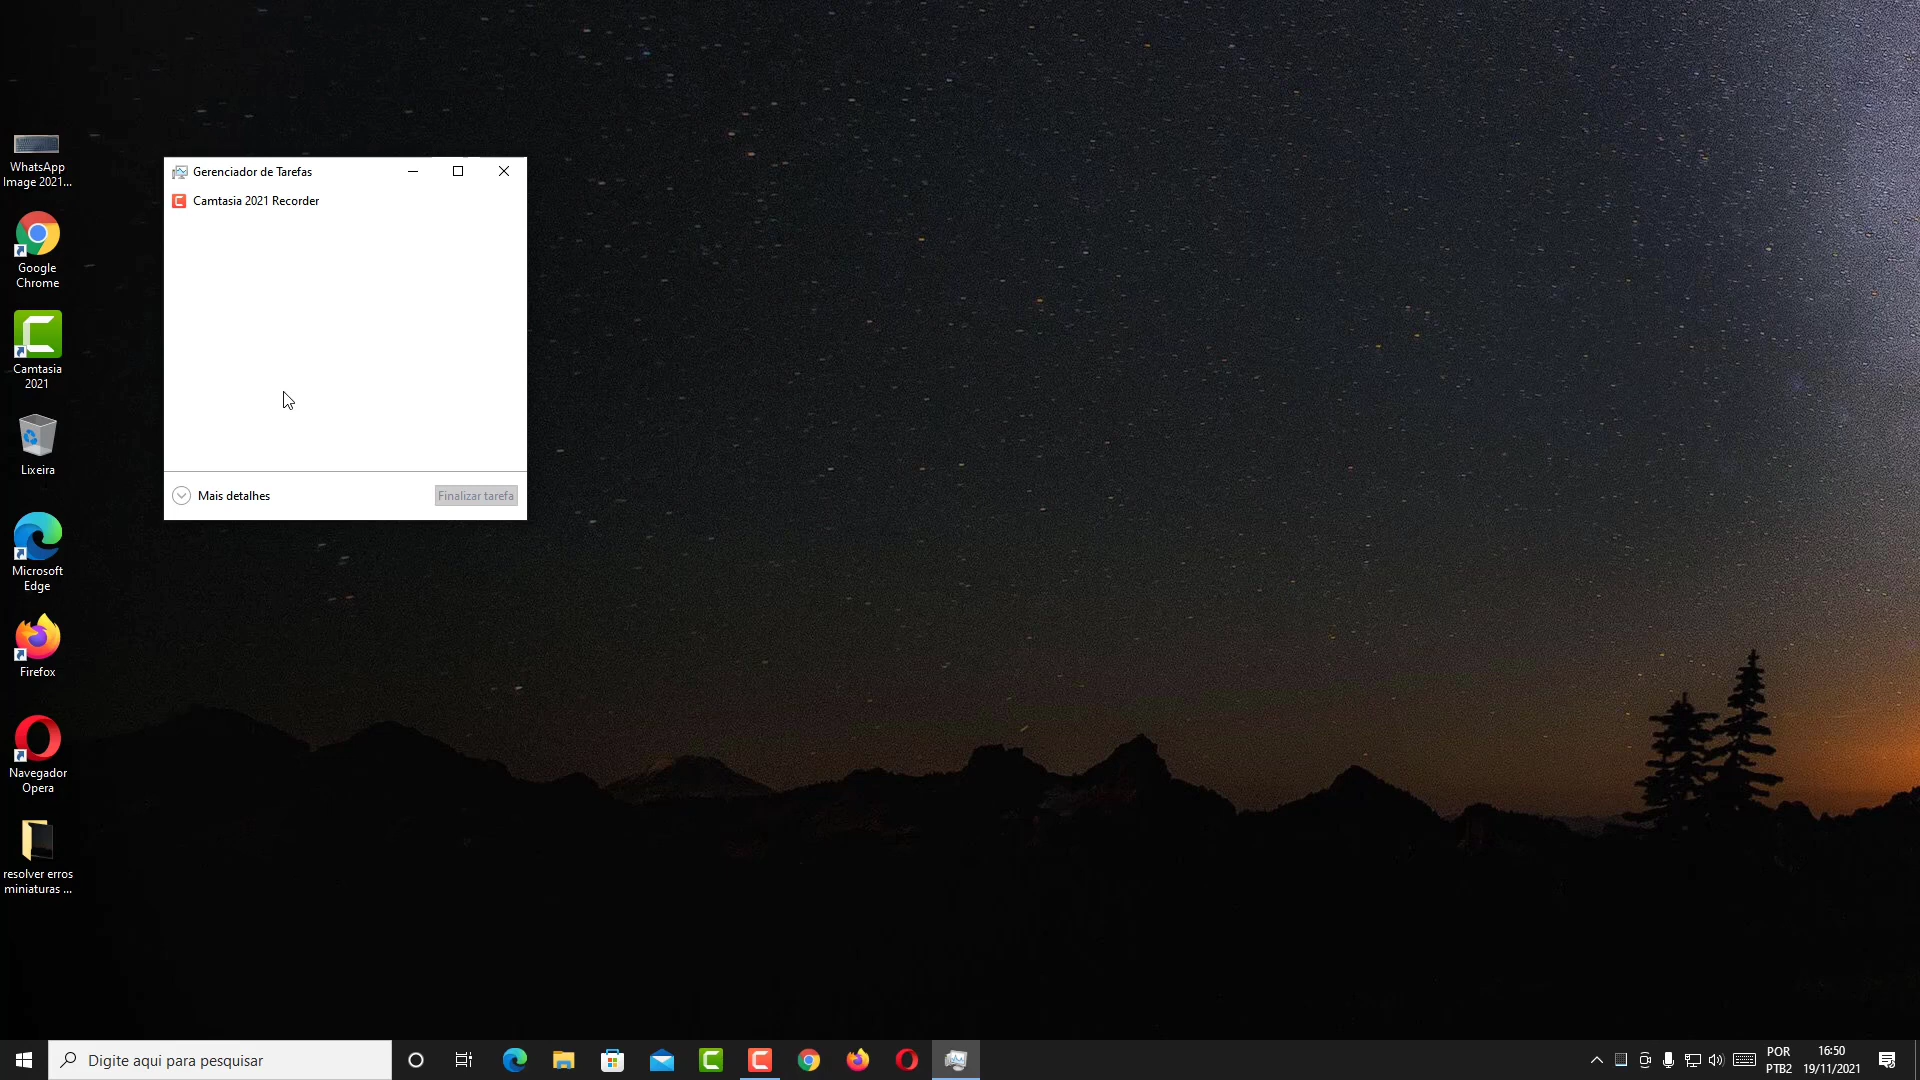 WhatsApp
Image 2021...
Google
Chrome
Camtasia
2021
Lixeira
Microsoft
Edge
Firefox
Navegador
Opera
resolver erros
miniaturas ...
Gerenciador de Tarefas
Camtasia 2021 Recorder
Mais detalhes
Finalizar tarefa
Digite aqui para pesquisar
POR
PTB2
16:50
19/11/2021